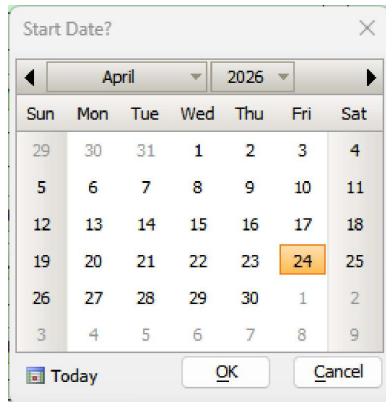 Start Date?
April 2026
Sun Mon Tue Wed Thu Fri Sat
29 30 31 1 2 3 4
5 6 7 8 9 10 11
12 13 14 15 16 17 18
19 20 21 22 23 24 25
26 27 28 29 30 1 2
3 4 5 6 7 8 9
Today OK Cancel